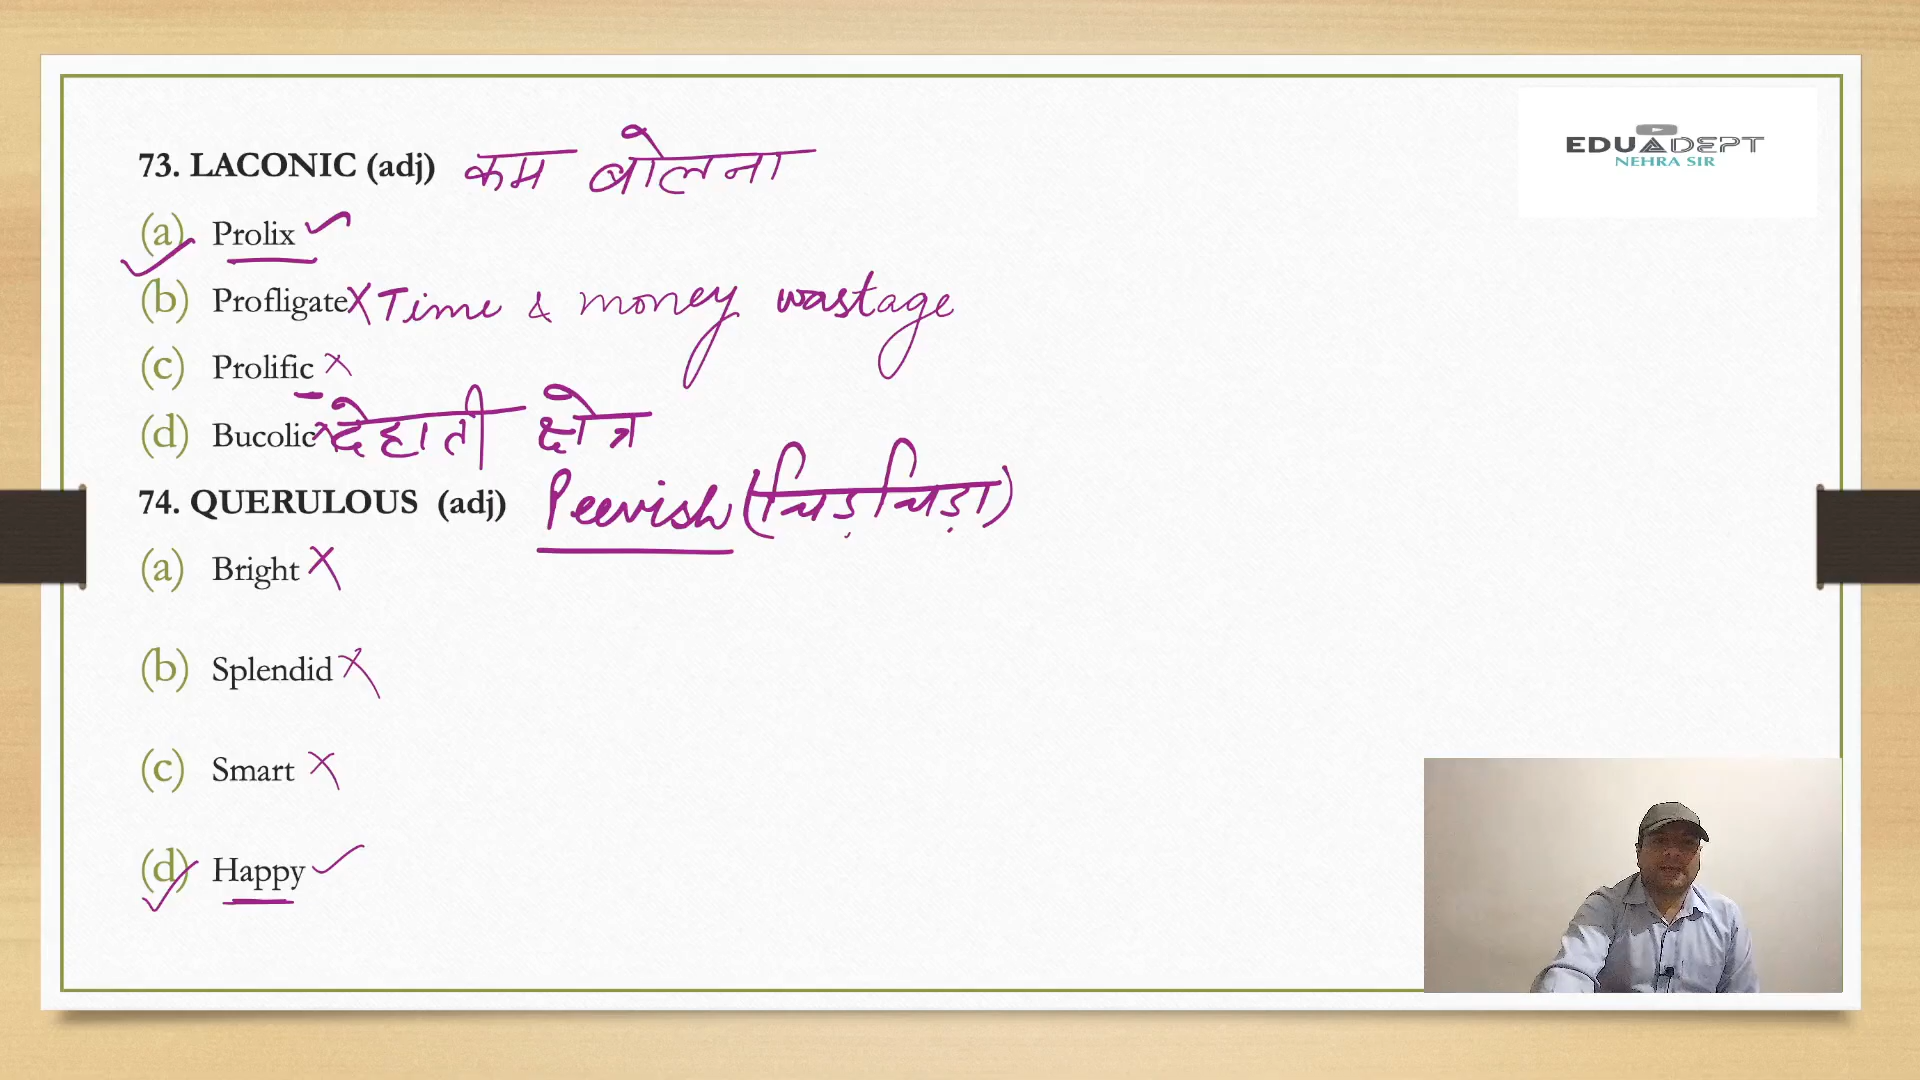 EDUADEPT
NEHRA SIR
73. LACONIC (adj) कम बोलना
(a) Prolix
(b) Profligate X Time & money wastage
(c) Prolific X
(d) Bucolic X देहाती क्षेत्र
74. QUERULOUS (adj) Peevish (चिड़चिड़ा)
(a) Bright X
(b) Splendid X
(c) Smart X
(d) Happy